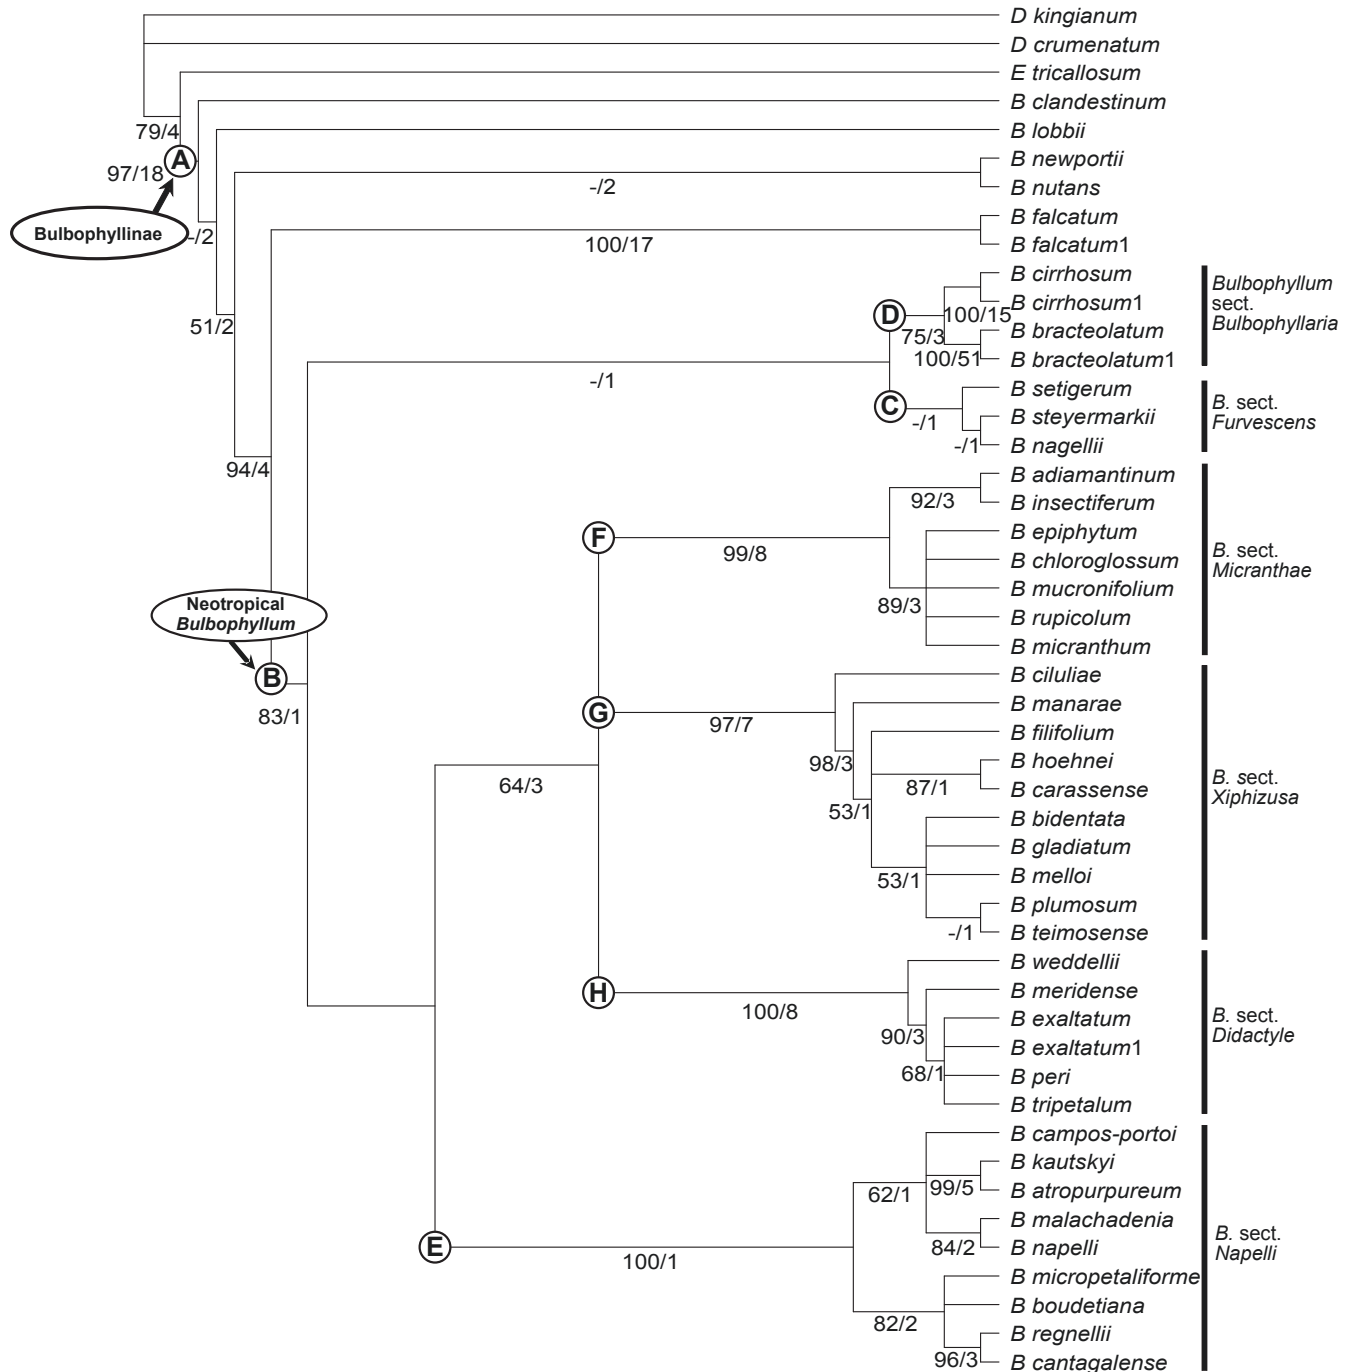 D kingianum
D crumenatum
E tricallosum
B clandestinum
79/4
B lobbii
A
97/18
B newportii
-/2
B nutans
Bulbophyllinae
-/2
B falcatum
100/17
B falcatum1
B cirrhosum
B cirrhosum1
100/15
D
75/3
B bracteolatum
100/51
B bracteolatum1
Bulbophyllum
sect.
Bulbophyllaria
51/2
-/1
B setigerum
C
-/1
B steyermarkii
-/1
B nagellii
B. sect.
Furvescens
94/4
B adiamantinum
92/3
B insectiferum
F
99/8
B epiphytum
B chloroglossum
B mucronifolium
89/3
B rupicolum
B micranthum
B. sect.
Micranthae
Neotropical
Bulbophyllum
B
83/1
B ciluliae
G
97/7
B manarae
B filifolium
98/3
B hoehnei
87/1
B carassense
53/1
B bidentata
B gladiatum
53/1
B melloi
B plumosum
-/1
B teimosense
B. sect.
Xiphizusa
64/3
B weddellii
H
100/8
B meridense
B exaltatum
90/3
B exaltatum1
68/1
B peri
B tripetalum
B. sect.
Didactyle
B campos-portoi
B kautskyi
62/1
99/5
B atropurpureum
B malachadenia
84/2
B napelli
E
100/1
B micropetaliforme
B boudetiana
82/2
B regnellii
96/3
B cantagalense
B. sect.
Napelli